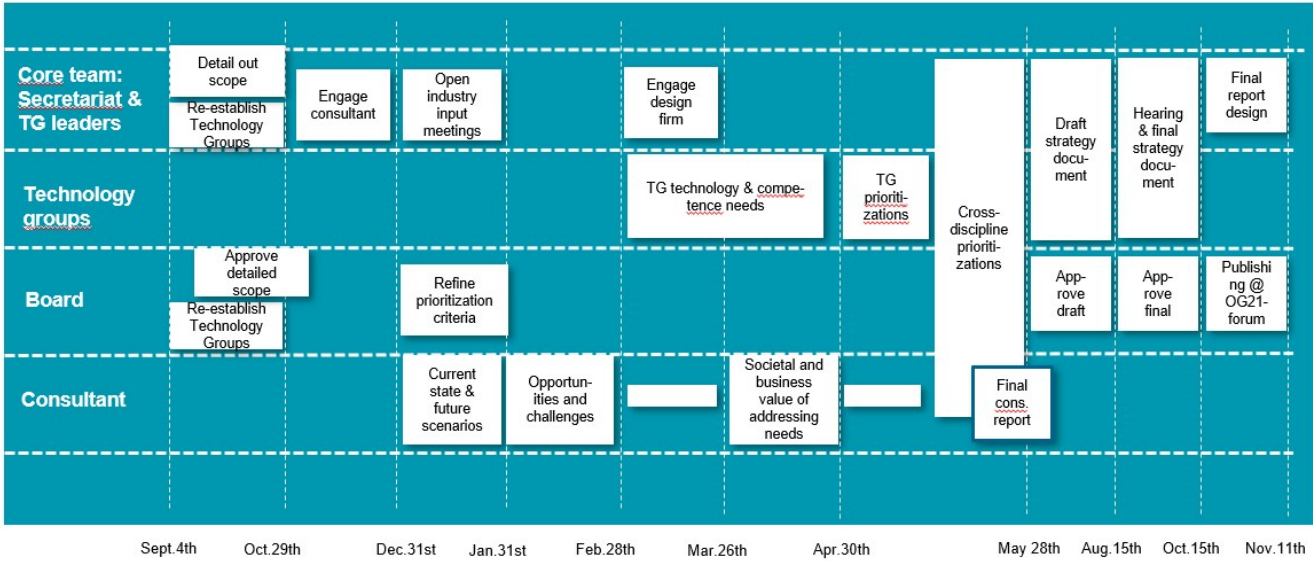 Core team:
Secretariat &
TG leaders
Detail out
scope
Re-establish
Technology
Groups
Engage
consultant
Open
industry
input
meetings
Engage
design
firm
Cross-
discipline
prioriti-
zations
Draft
strategy
docu-
ment
Hearing
& final
strategy
docu-
ment
Final
report
design
Technology
groups
TG technology & compe-
tence needs
TG
prioriti-
zations
Board
Approve
detailed
scope
Re-establish
Technology
Groups
Refine
prioritization
criteria
App-
rove
draft
App-
rove
final
Publishi
ng @
OG21-
forum
Consultant
Current
state &
future
scenarios
Opportun-
ities and
challenges
Societal and
business
value of
addressing
needs
Final
cons.
report
Sept.4th
Oct.29th
Dec.31st
Jan.31st
Feb.28th
Mar.26th
Apr.30th
May 28th
Aug.15th
Oct.15th
Nov.11th